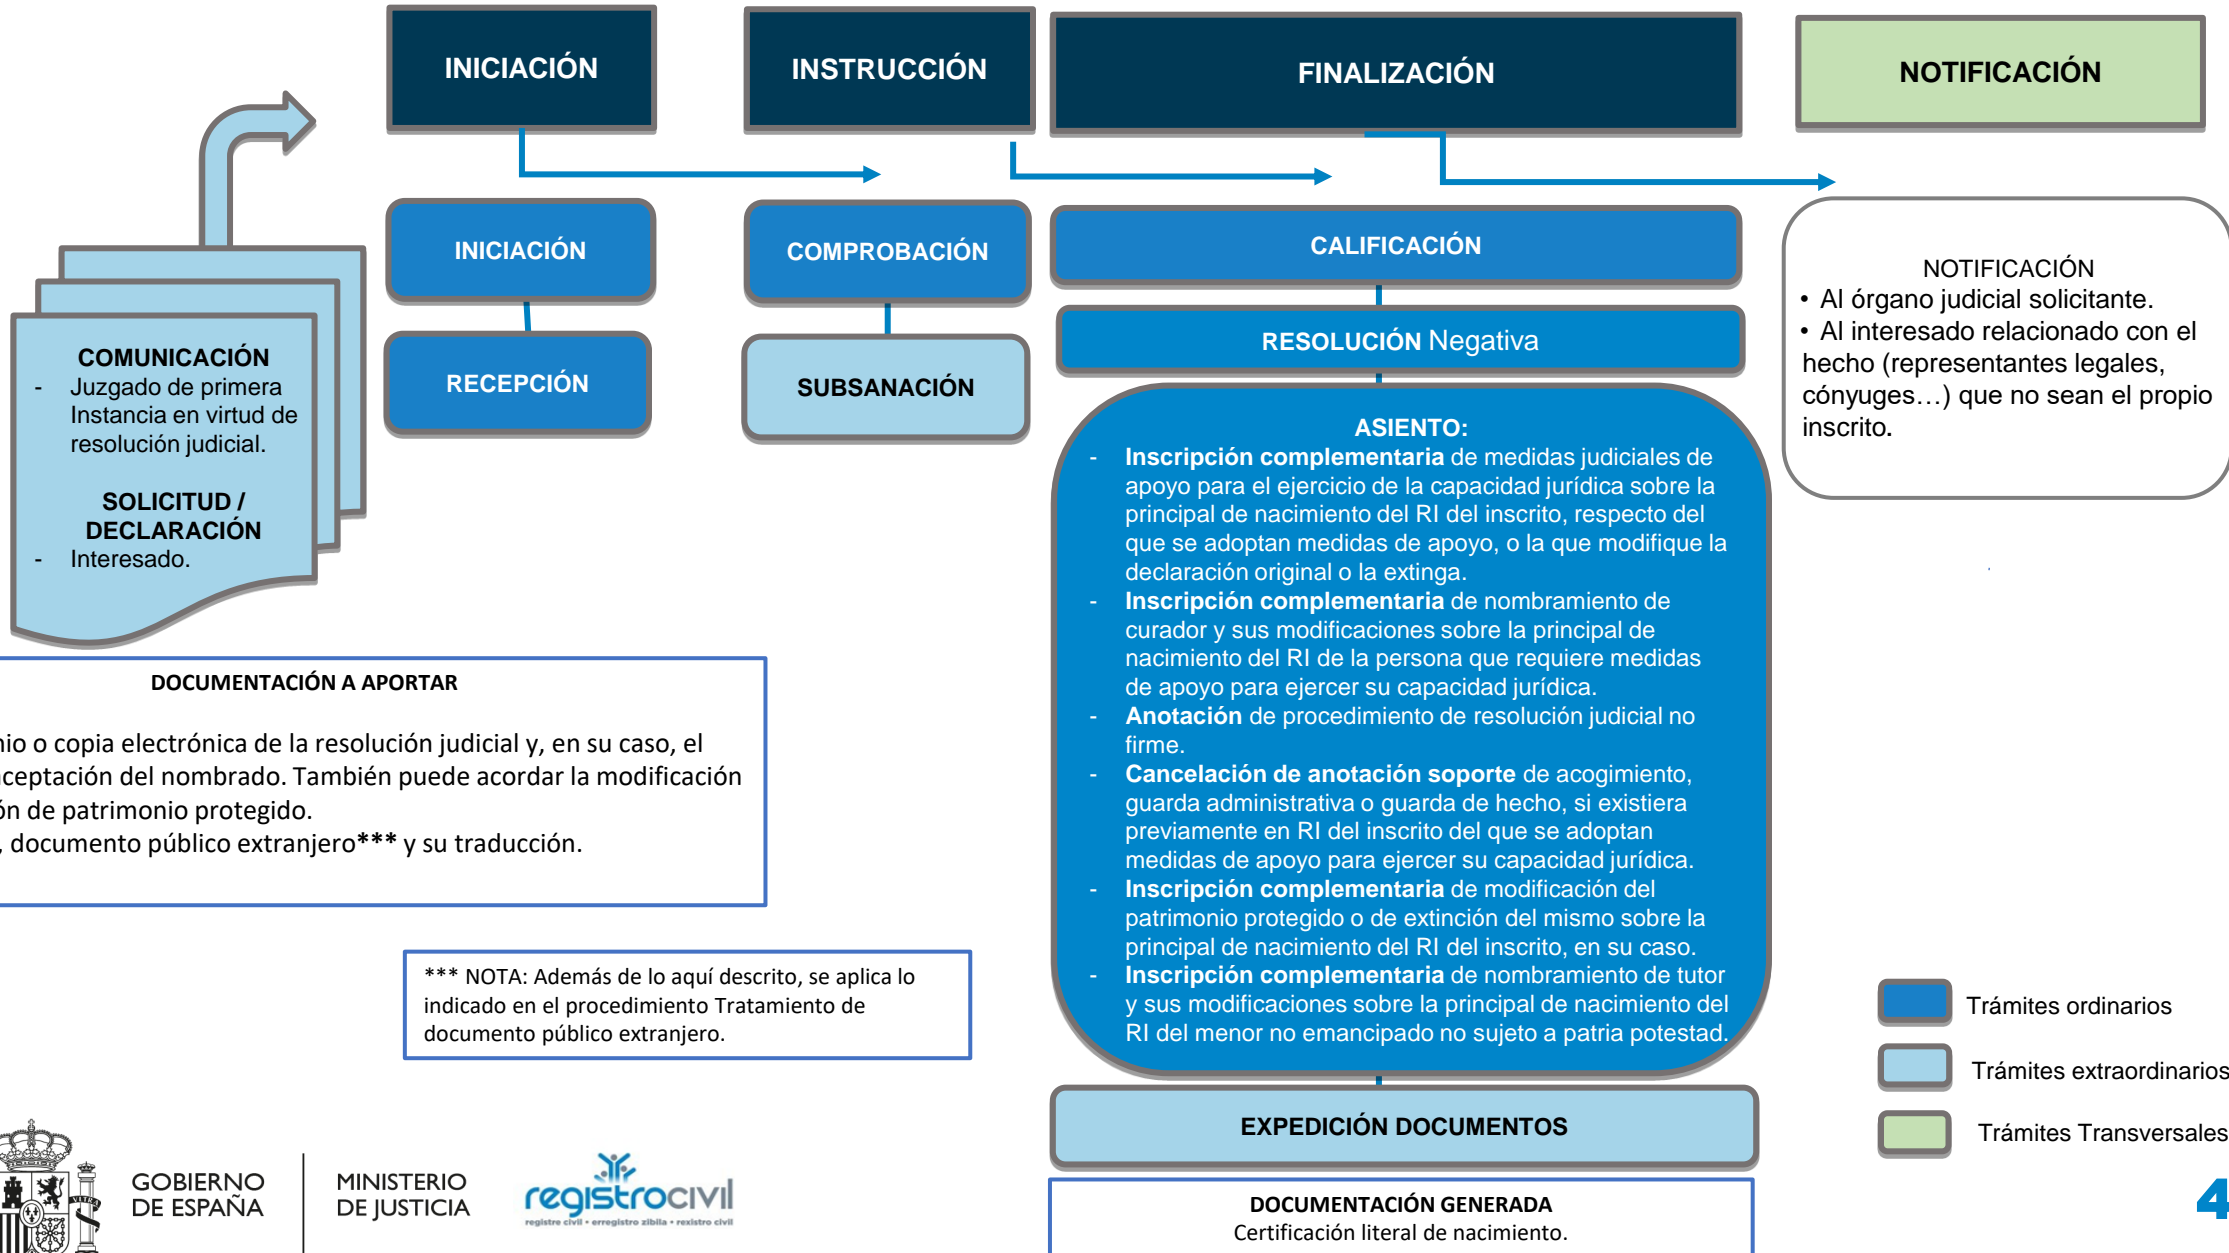 INICIACIÓN
INSTRUCCIÓN
FINALIZACIÓN
NOTIFICACIÓN
INICIACIÓN
RECEPCIÓN
COMPROBACIÓN
SUBSANACIÓN
CALIFICACIÓN
RESOLUCIÓN Negativa
NOTIFICACIÓN
• Al órgano judicial solicitante.
• Al interesado relacionado con el
hecho (representantes legales,
cónyuges…) que no sean el propio
inscrito.
COMUNICACIÓN
- Juzgado de primera
Instancia en virtud de
resolución judicial.
SOLICITUD /
DECLARACIÓN
- Interesado.
ASIENTO:
- Inscripción complementaria de medidas judiciales de
apoyo para el ejercicio de la capacidad jurídica sobre la
principal de nacimiento del RI del inscrito, respecto del
que se adoptan medidas de apoyo, o la que modifique la
declaración original o la extinga.
- Inscripción complementaria de nombramiento de
curador y sus modificaciones sobre la principal de
nacimiento del RI de la persona que requiere medidas
de apoyo para ejercer su capacidad jurídica.
- Anotación de procedimiento de resolución judicial no
firme.
- Cancelación de anotación soporte de acogimiento,
guarda administrativa o guarda de hecho, si existiera
previamente en RI del inscrito del que se adoptan
medidas de apoyo para ejercer su capacidad jurídica.
- Inscripción complementaria de modificación del
patrimonio protegido o de extinción del mismo sobre la
principal de nacimiento del RI del inscrito, en su caso.
- Inscripción complementaria de nombramiento de tutor
y sus modificaciones sobre la principal de nacimiento del
RI del menor no emancipado no sujeto a patria potestad.
DOCUMENTACIÓN A APORTAR
o copia electrónica de la resolución judicial y, en su caso, el
aceptación del nombrado. También puede acordar la modificación
de patrimonio protegido.
, documento público extranjero*** y su traducción.
*** NOTA: Además de lo aquí descrito, se aplica lo
indicado en el procedimiento Tratamiento de
documento público extranjero.
EXPEDICIÓN DOCUMENTOS
DOCUMENTACIÓN GENERADA
Certificación literal de nacimiento.
Trámites ordinarios
Trámites extraordinarios
Trámites Transversales
GOBIERNO
DE ESPAÑA
MINISTERIO
DE JUSTICIA
registrocivil
registre civil • erregistro zibila • rexistro civil
4